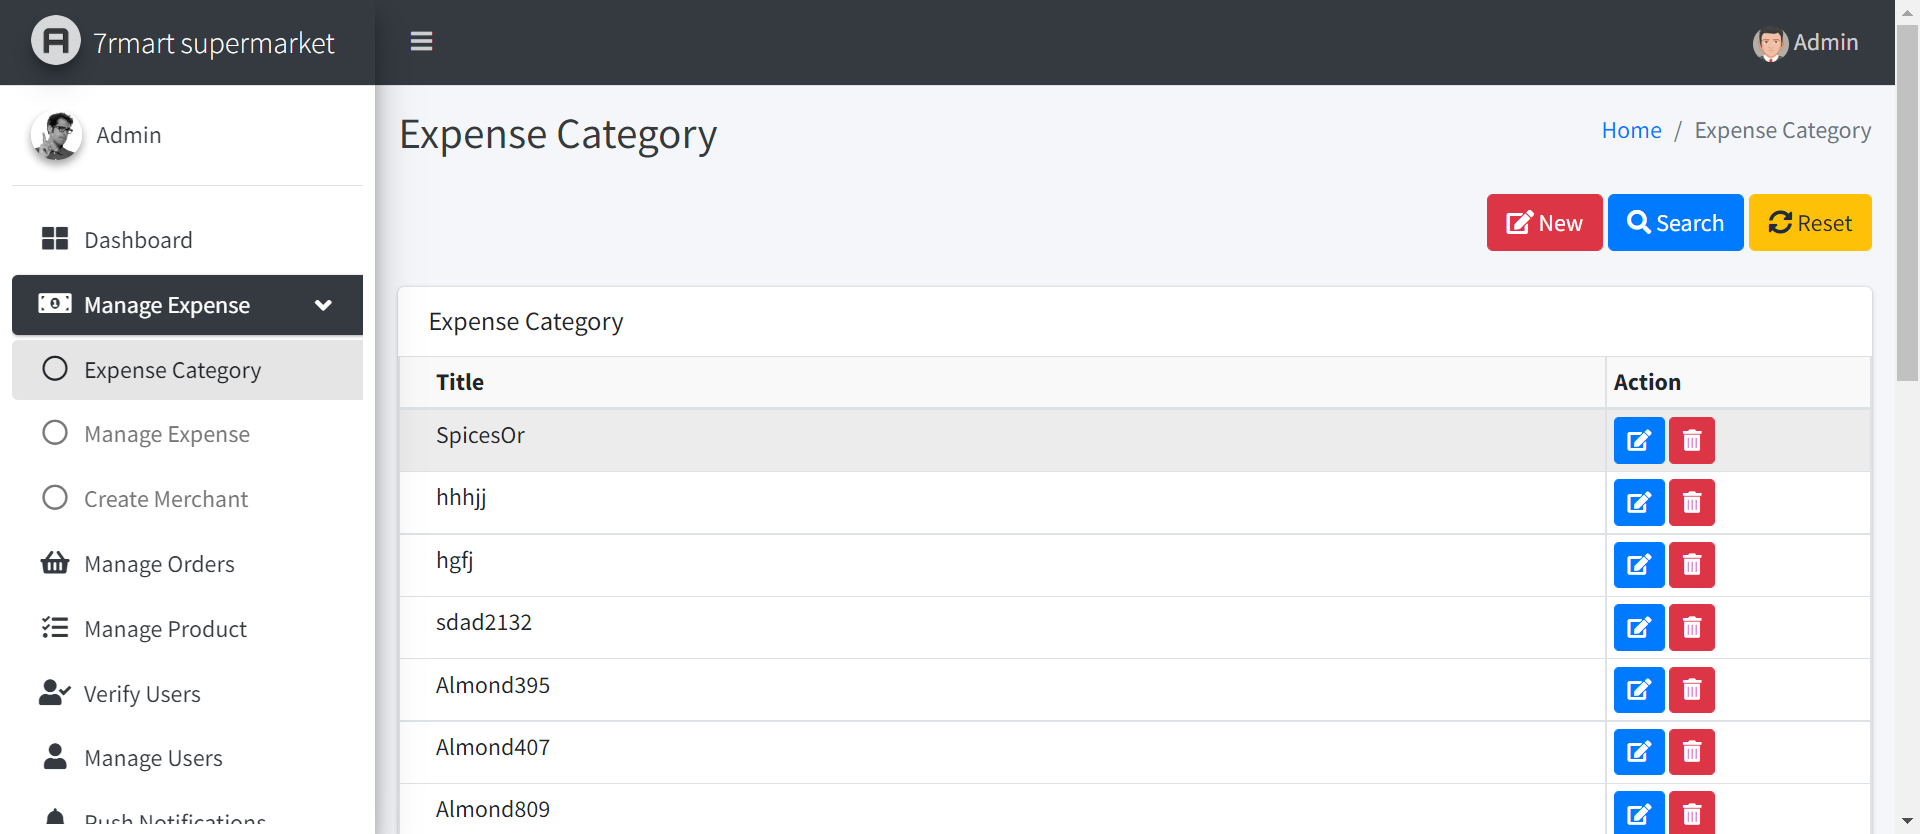 7rmart supermarket
Admin
Admin
Dashboard
Manage Expense
Expense Category
Manage Expense
Create Merchant
Manage Orders
Manage Product
Verify Users
Manage Users
Push Notifications
Expense Category
Home / Expense Category
New Search Reset
Expense Category
Title Action
SpicesOr
hhhjj
hgfj
sdad2132
Almond395
Almond407
Almond809